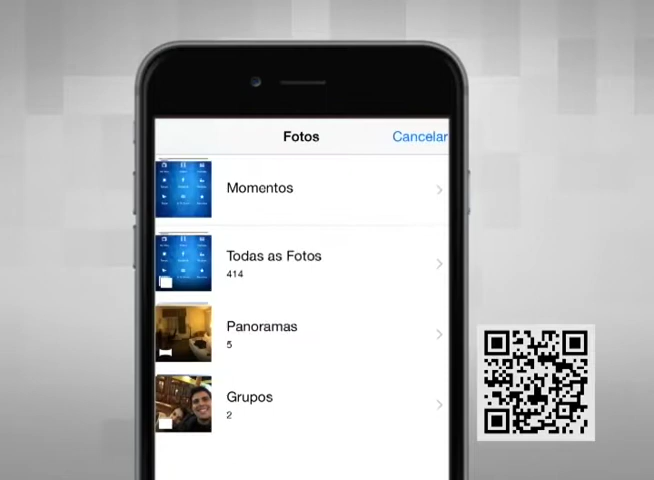 Fotos
Cancelar
Momentos
Todas as Fotos
414
Panoramas
5
Grupos
2